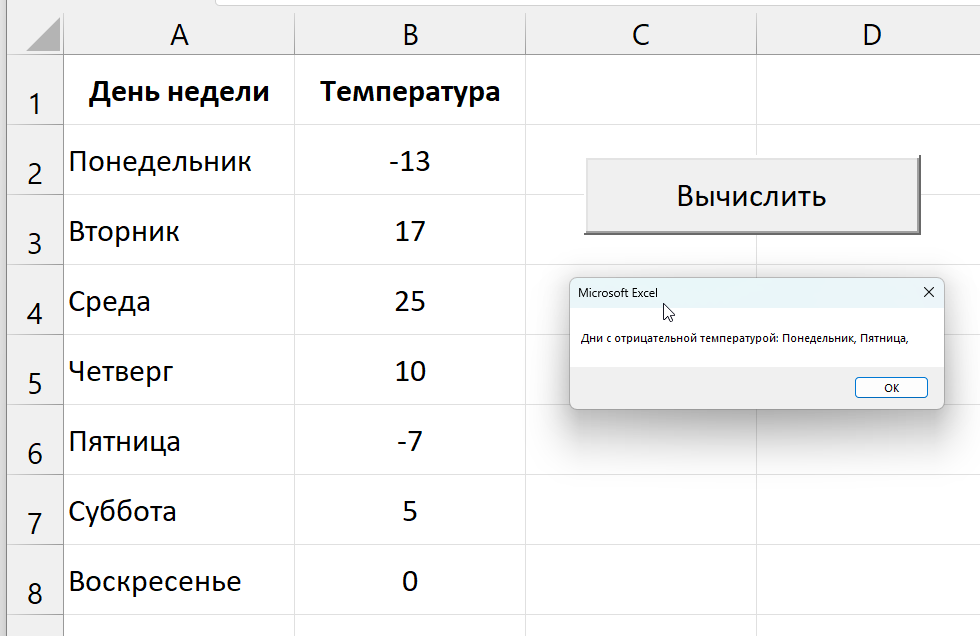 A B C D
1 День недели Температура
2 Понедельник -13
Вычислить
3 Вторник 17
Microsoft Excel
4 Среда 25
Дни с отрицательной температурой: Понедельник, Пятница,
5 Четверг 10
OK
6 Пятница -7
7 Суббота 5
8 Воскресенье 0